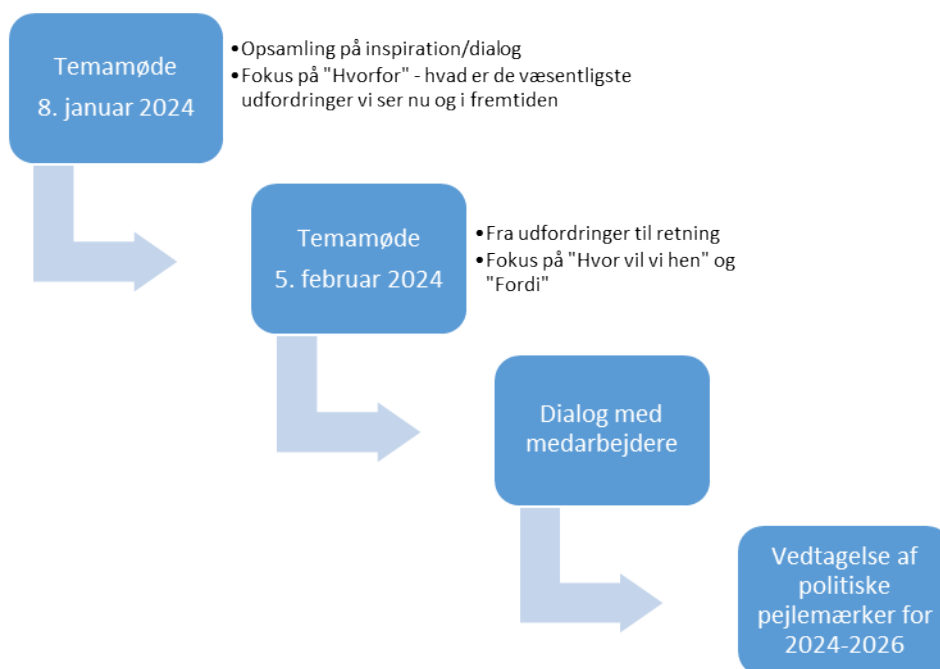 Temamøde
8. januar 2024
•Opsamling på inspiration/dialog
•Fokus på "Hvorfor" - hvad er de væsentligste
udfordringer vi ser nu og i fremtiden
Temamøde
5. februar 2024
•Fra udfordringer til retning
•Fokus på "Hvor vil vi hen" og
"Fordi"
Dialog med
medarbejdere
Vedtagelse af
politiske
pejlemærker for
2024-2026